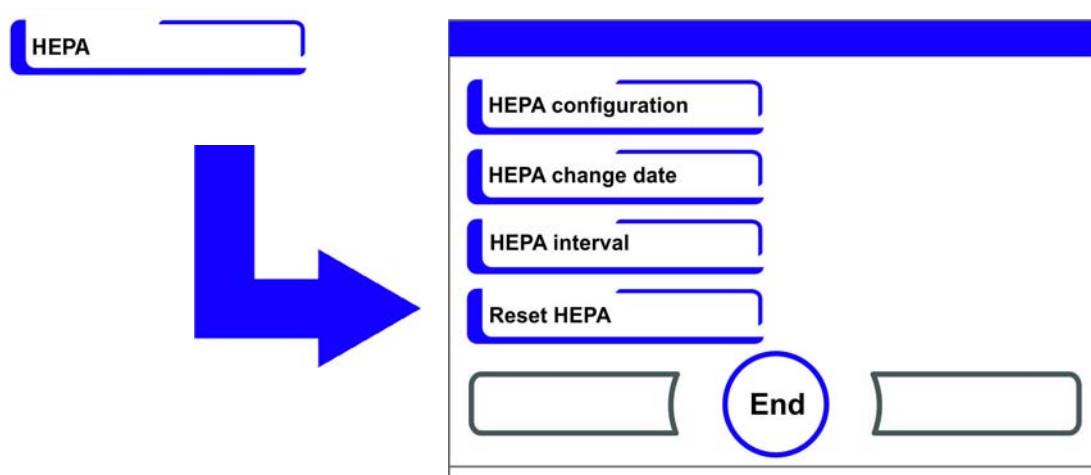 HEPA
HEPA configuration
HEPA change date
HEPA interval
Reset HEPA
End